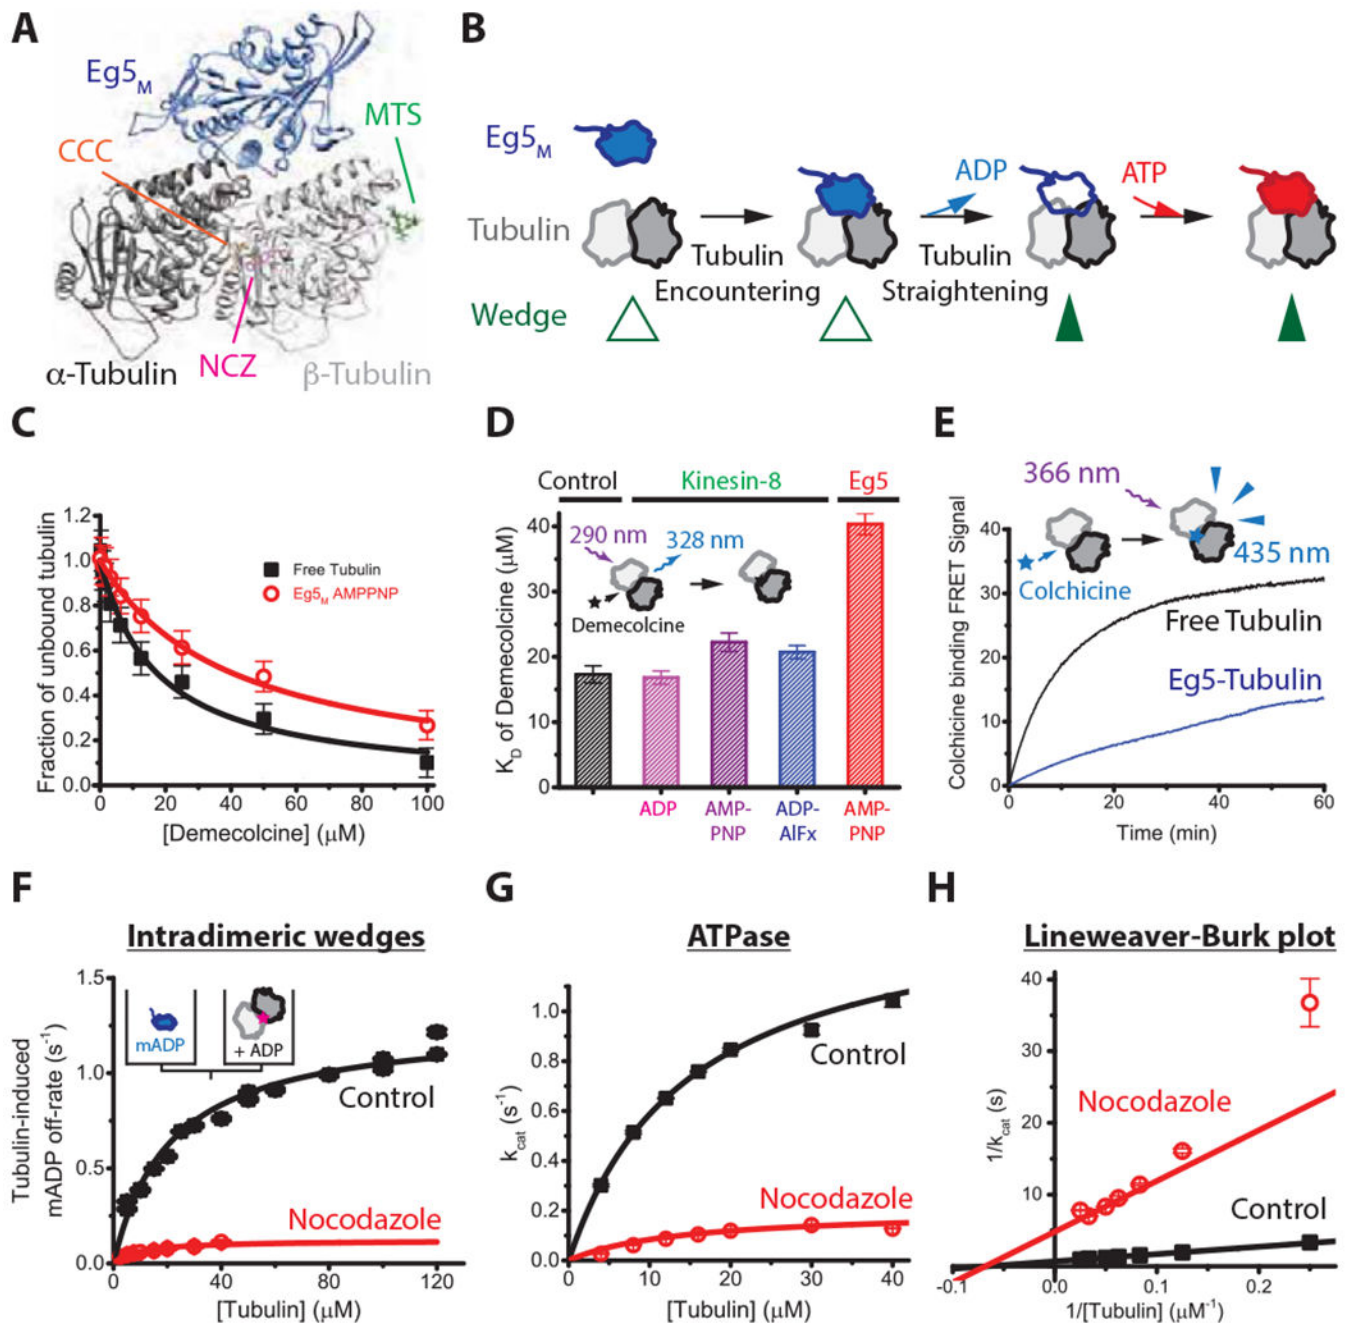 A
Eg5M
MTS
CCC
α-Tubulin
NCZ
β-Tubulin
B
Eg5M
ADP
ATP
Tubulin
Tubulin
Encountering
Tubulin
Straightening
Wedge
C
1.2
1.0
0.8
0.6
0.4
0.2
0.0
Fraction of unbound tubulin
Free Tubulin
Eg5M AMPPNP
0 20 40 60 80 100
[Demecolcine] (μM)
D
Control Kinesin-8 Eg5
40
30
20
10
0
KD of Demecolcine (μM)
290 nm
328 nm
Demecolcine
ADP
AMP-
PNP
ADP-
AlFx
AMP-
PNP
E
366 nm
435 nm
Colchicine
40
30
20
10
0
Colchicine binding FRET Signal
Free Tubulin
Eg5-Tubulin
0 20 40 60
Time (min)
F
Intradimeric wedges
1.5
1.0
0.5
0.0
Tubulin-induced
mADP off-rate (s-1)
mADP
+ ADP
Control
Nocodazole
0 40 80 120
[Tubulin] (μM)
G
ATPase
1.0
0.8
0.6
0.4
0.2
0.0
kcat (s-1)
Control
Nocodazole
0 10 20 30 40
[Tubulin] (μM)
H
Lineweaver-Burk plot
40
30
20
10
1/kcat (s)
Nocodazole
Control
-0.1 0.0 0.1 0.2
1/[Tubulin] (μM-1)